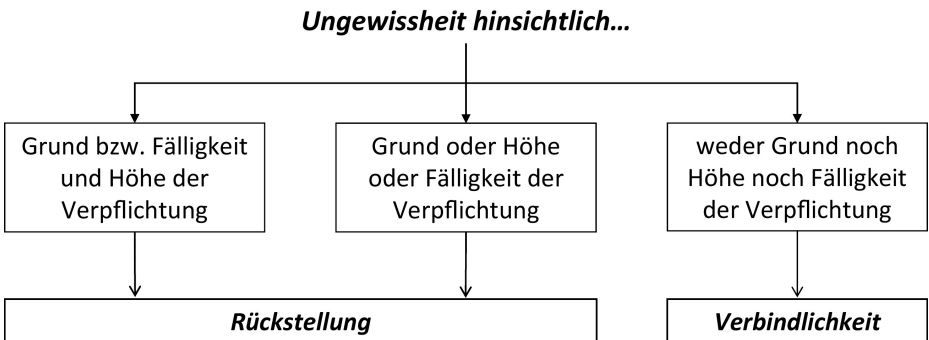 Ungewissheit hinsichtlich…
Grund bzw. Fälligkeit
und Höhe der
Verpflichtung
Grund oder Höhe
oder Fälligkeit der
Verpflichtung
weder Grund noch
Höhe noch Fälligkeit
der Verpflichtung
Rückstellung
Verbindlichkeit